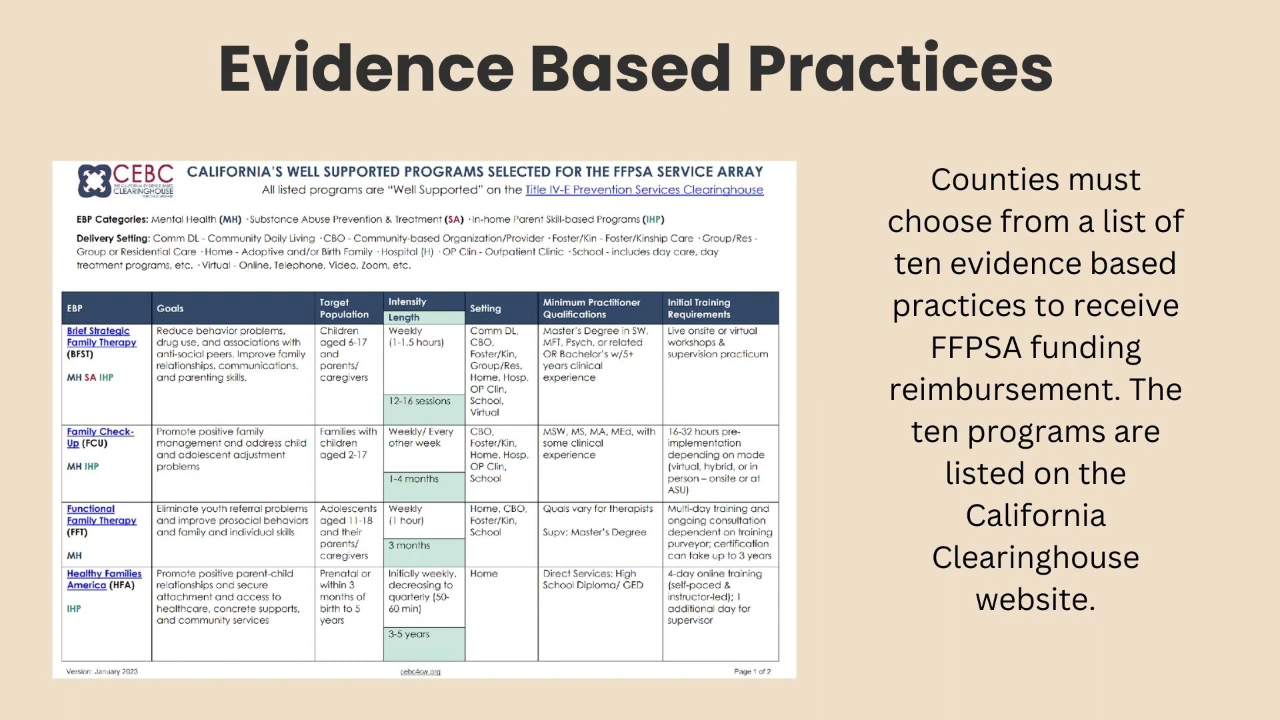 Evidence Based Practices
CEBC
CLEARINGHOUSE
CALIFORNIA'S WELL SUPPORTED PROGRAMS SELECTED FOR THE FFPSA SERVICE ARRAY
All listed programs are “Well Supported” on the Title IV-E Prevention Services Clearinghouse
EBP Categories: Mental Health (MH) · Substance Abuse Prevention & Treatment (SA) · In-home Parent Skill-based Programs (IHP)
Delivery Setting: Comm DL - Community Daily Living · CBO - Community-based Organization/Provider · Foster/Kin - Foster/Kinship Care · Group/Res -
Group or Residential Care · Home - Adoptive and/or Birth Family · Hospital (H) · OP Clin - Outpatient Clinic · School - includes day care, day
treatment programs, etc. · Virtual - Online, Telephone, Video, Zoom, etc.
EBP
Goals
Target
Population
Intensity
Length
Setting
Minimum Practitioner
Qualifications
Initial Training
Requirements
Brief Strategic
Family Therapy
(BFST)
MH SA IHP
Reduce behavior problems,
drug use, and associations with
anti-social peers. Improve family
relationships, communications,
and parenting skills.
Children
aged 6-17
and
parents/
caregivers
Weekly
(1-1.5 hours)
12-16 sessions
Comm DL,
CBO,
Foster/Kin,
Group/Res,
Home, Hosp,
OP Clin,
School,
Virtual
Master's Degree in SW,
MFT, Psych, or related
OR Bachelor's w/5+
years clinical
experience
Live onsite or virtual
workshops &
supervision practicum
Family Check-
Up (FCU)
MH IHP
Promote positive family
management and address child
and adolescent adjustment
problems
Families with
children
aged 2-17
Weekly/ Every
other week
1-4 months
CBO,
Foster/Kin,
Home, Hosp,
OP Clin,
School
MSW, MS, MA, MEd, with
some clinical
experience
16-32 hours pre-
implementation
depending on mode
(virtual, hybrid, or in
person – onsite or at
ASU)
Functional
Family Therapy
(FFT)
MH
Eliminate youth referral problems
and improve prosocial behaviors
and family and individual skills
Adolescents
aged 11-18
and their
parents/
caregivers
Weekly
(1 hour)
3 months
Home, CBO,
Foster/Kin,
School
Quals vary for therapists
Supv: Master's Degree
Multi-day training and
ongoing consultation
dependent on training
purveyor; certification
can take up to 3 years
Healthy Families
America (HFA)
IHP
Promote positive parent-child
relationships and secure
attachment and access to
healthcare, concrete supports,
and community services
Prenatal or
within 3
months of
birth to 5
years
Initially weekly,
decreasing to
quarterly (50-
60 min)
3-5 years
Home
Direct Services: High
School Diploma/ GED
4-day online training
(self-paced &
instructor-led); 1
additional day for
supervisor
Version: January 2023
cebc4cw.org
Page 1 of 2
Counties must
choose from a list of
ten evidence based
practices to receive
FFPSA funding
reimbursement. The
ten programs are
listed on the
California
Clearinghouse
website.